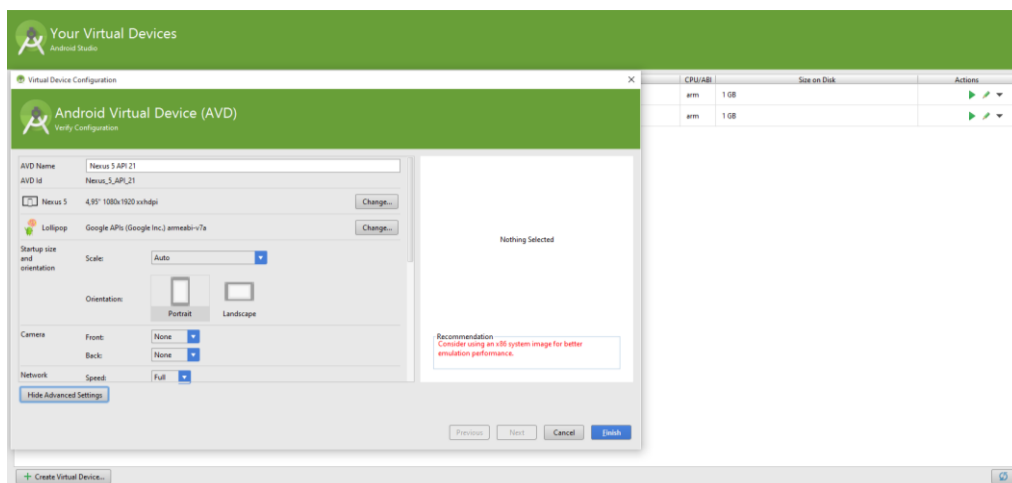 Your Virtual Devices
Android Studio
Virtual Device Configuration
CPU/ABI Size on Disk Actions
arm 1 GB
arm 1 GB
Android Virtual Device (AVD)
Verify Configuration
AVD Name Nexus 5 API 21
AVD Id Nexus_5_API_21
Nexus 5 4,95" 1080x1920 xxhdpi Change...
Lollipop Google APIs (Google Inc.) armeabi-v7a Change...
Startup size
and
orientation
Scale: Auto
Orientation:
Portrait Landscape
Camera Front: None
Back: None
Network Speed: Full
Hide Advanced Settings
Nothing Selected
Recommendation
Consider using an x86 system image for better
emulation performance.
Previous Next Cancel Finish
Create Virtual Device...